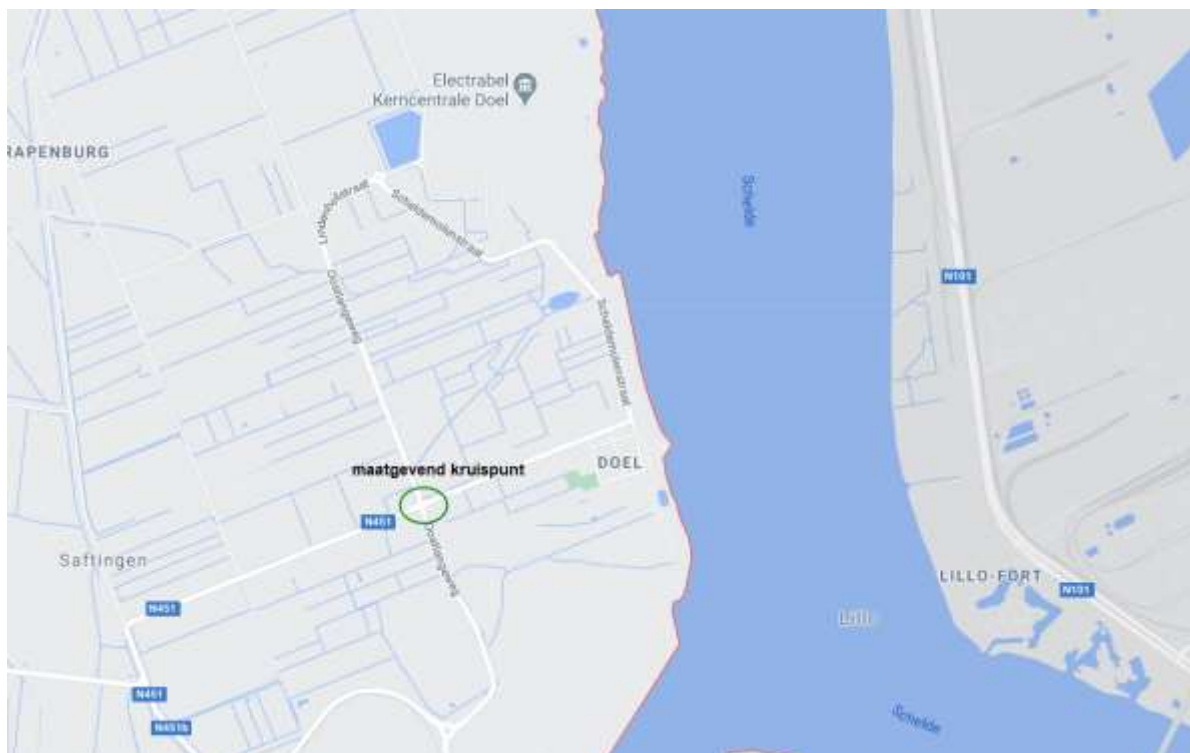 Electrabel
Kerncentrale Doel
RAPENBURG
Schelde
Scheldemolenstraat
Oostlangeweg
N101
Scheldemolenstraat
maatgevend kruispunt
DOEL
N451
Oostlangeweg
Saftingen
LILLO-FORT
N101
N451
Lillo
N451
N451b
Schelde